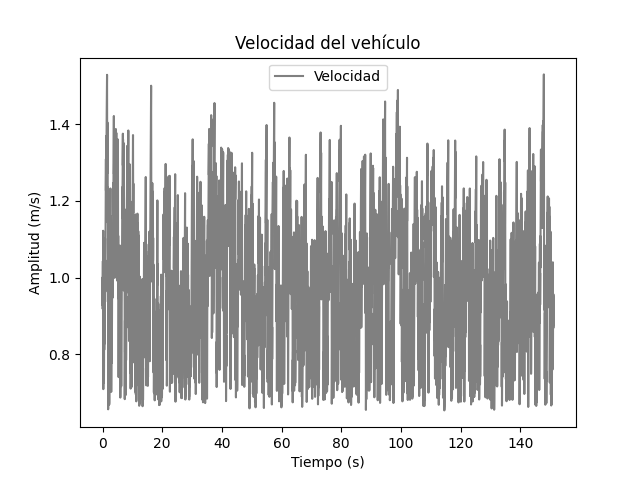 Velocidad del vehículo
Velocidad
Amplitud (m/s)
1.4
1.2
1.0
0.8
0 20 40 60 80 100 120 140
Tiempo (s)